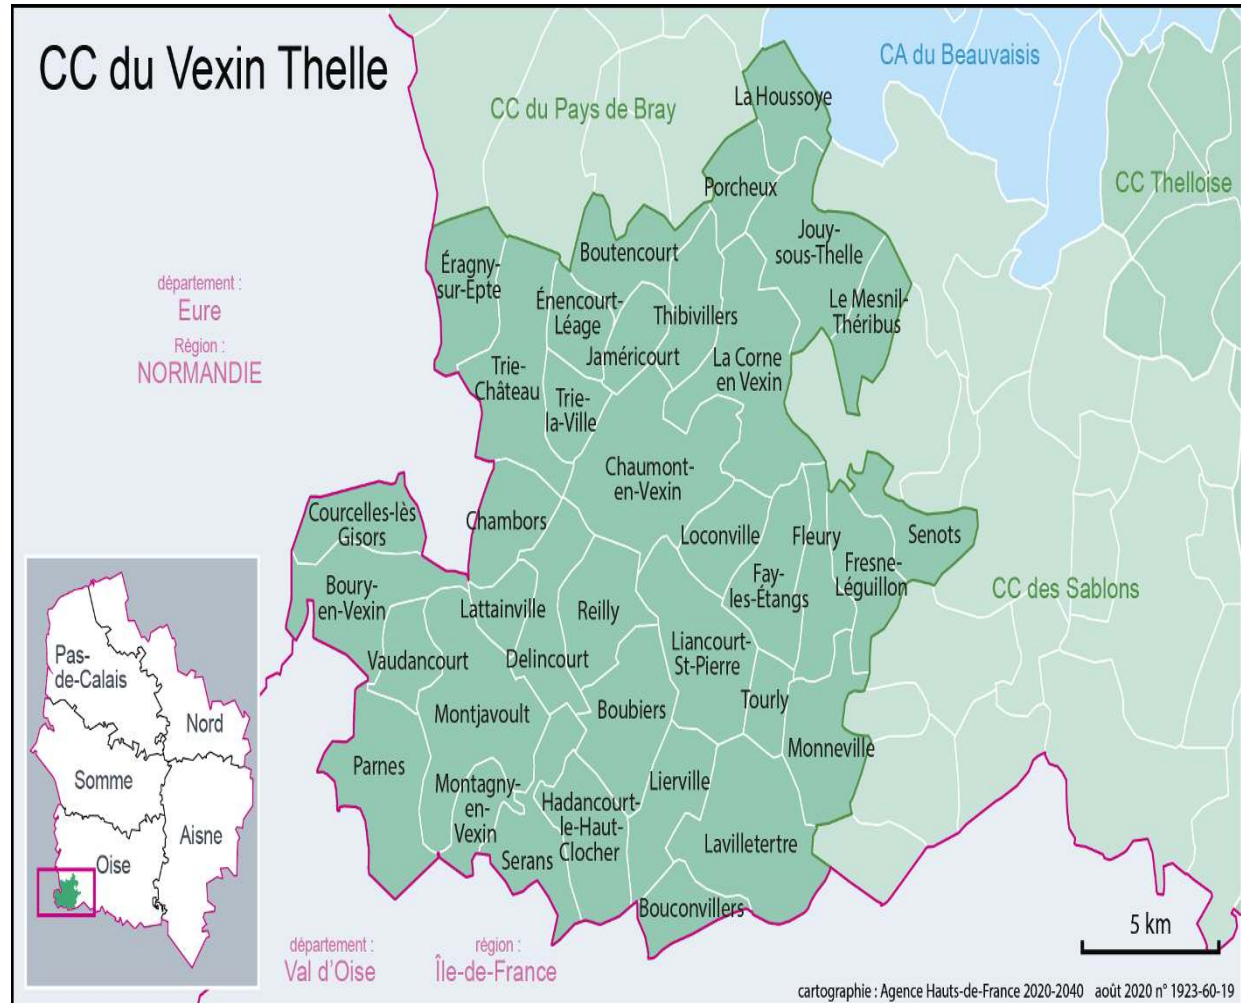 CC du Vexin Thelle
CA du Beauvaisis
CC du Pays de Bray
CC Thelloise
CC des Sablons
département :
Eure
Région :
NORMANDIE
La Houssoye
Porcheux
Jouy-
sous-Thelle
Boutencourt
Éragny-
sur-Epte
Énencourt-
Léage
Thibivillers
Le Mesnil-
Théribus
Jaméricourt
La Corne
en Vexin
Trie-
Château
Trie-
la-Ville
Chaumont-
en-Vexin
Courcelles-lès
Gisors
Chambors
Loconville
Fleury
Senots
Fresne-
Léguillon
Fay-
les-Étangs
Boury-
en-Vexin
Lattainville
Reilly
Liancourt-
St-Pierre
Vaudancourt
Delincourt
Tourly
Montjavoult
Boubiers
Monneville
Parnes
Lierville
Montagny-
en-
Vexin
Hadancourt-
le-Haut-
Clocher
Lavilletertre
Serans
Bouconvillers
Pas-
de-Calais
Nord
Somme
Aisne
Oise
département :
Val d'Oise
région :
Île-de-France
5 km
cartographie : Agence Hauts-de-France 2020-2040 août 2020 n° 1923-60-19